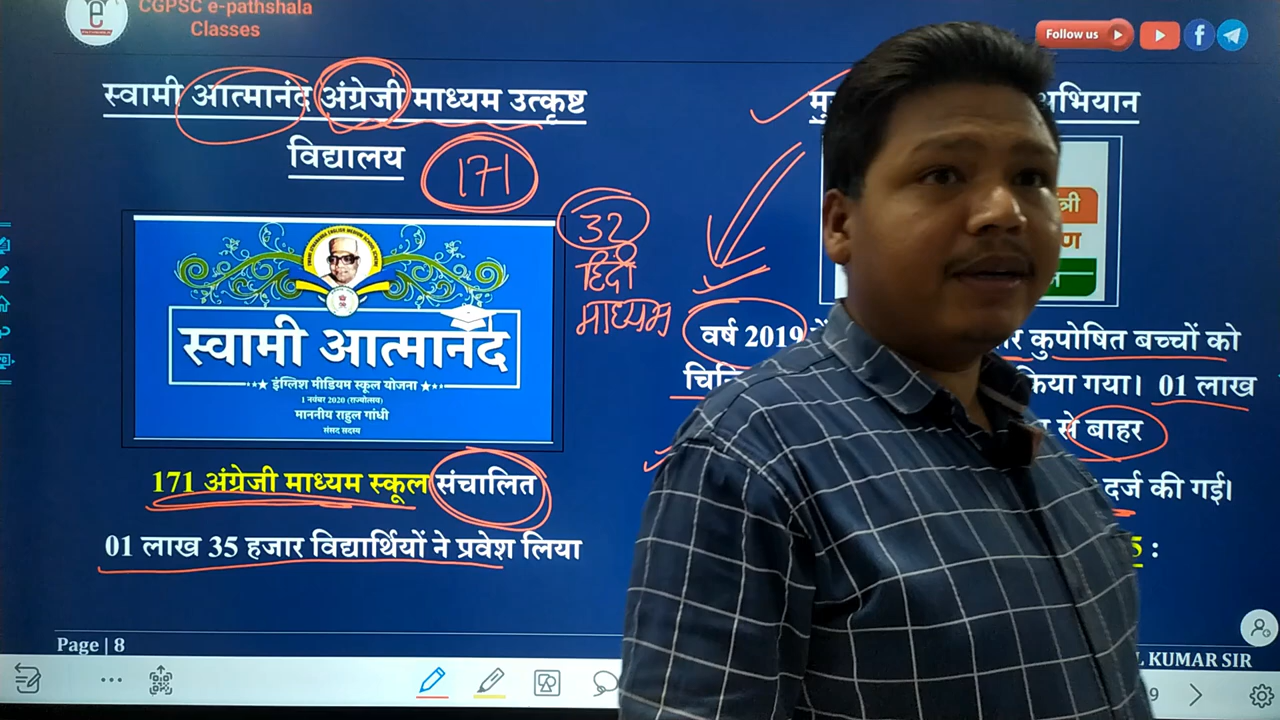 CGPSC e-pathshala
Classes
Follow us
स्वामी आत्मानंद अंग्रेजी माध्यम उत्कृष्ट
विद्यालय
171
32
हिंदी
माध्यम
स्वामी आत्मानंद
इंग्लिश मीडियम स्कूल योजना
1 नवंबर 2020 (राज्योत्सव)
माननीय राहुल गांधी
संसद सदस्य
171 अंग्रेजी माध्यम स्कूल संचालित
01 लाख 35 हजार विद्यार्थियों ने प्रवेश लिया
अभियान
वर्ष 2019
कुपोषित बच्चों को
किया गया। 01 लाख
से बाहर
दर्ज की गई।
5 :
Page | 8
L KUMAR SIR
9